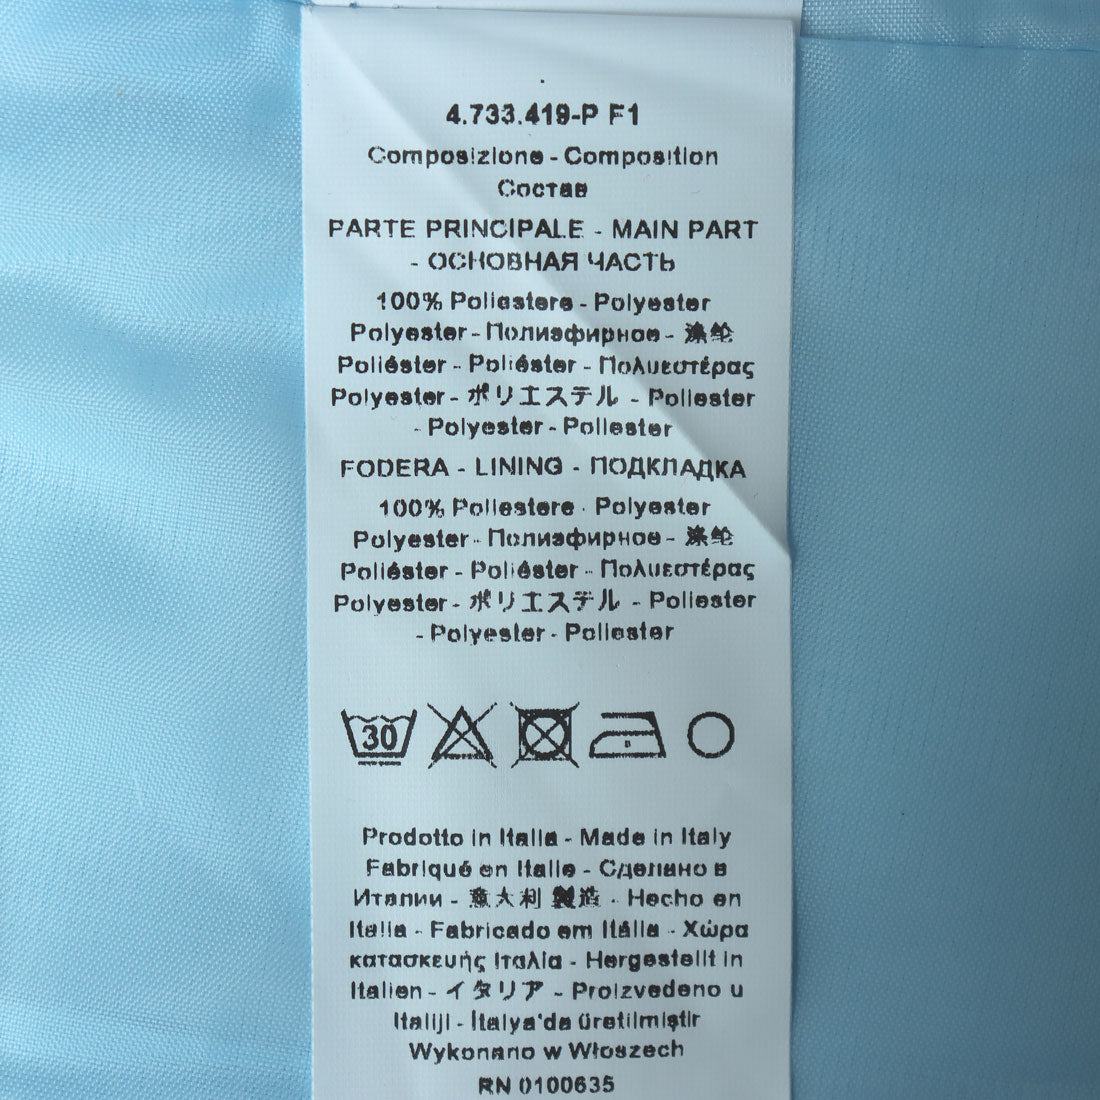 4.733.419-P F1
Composizione - Composition
Состав
PARTE PRINCIPALE - MAIN PART
- ОСНОВНАЯ ЧАСТЬ
100% Poliestere - Polyester
Polyester - Полиэфирное - 涤纶
Poliéster - Poliéster - Πολυεστέρας
Polyester - ポリエステル - Poliester
- Polyester - Poliester
FODERA - LINING - ПОДКЛАДКА
100% Poliestere - Polyester
Polyester - Полиэфирное - 涤纶
Poliéster - Poliéster - Πολυεστέρας
Polyester - ポリエステル - Poliester
- Polyester - Poliester
30
Prodotto in Italia - Made in Italy
Fabriqué en Italie - Сделано в
Италии - 意大利 製造 - Hecho en
Italia - Fabricado em Itália - Χώρα
κατασκευής Ιταλία - Hergestellt in
Italien - イタリア - Proizvedeno u
Italiji - İtalya'da üretilmiştir
Wykonano w Włoszech
RN 0100635